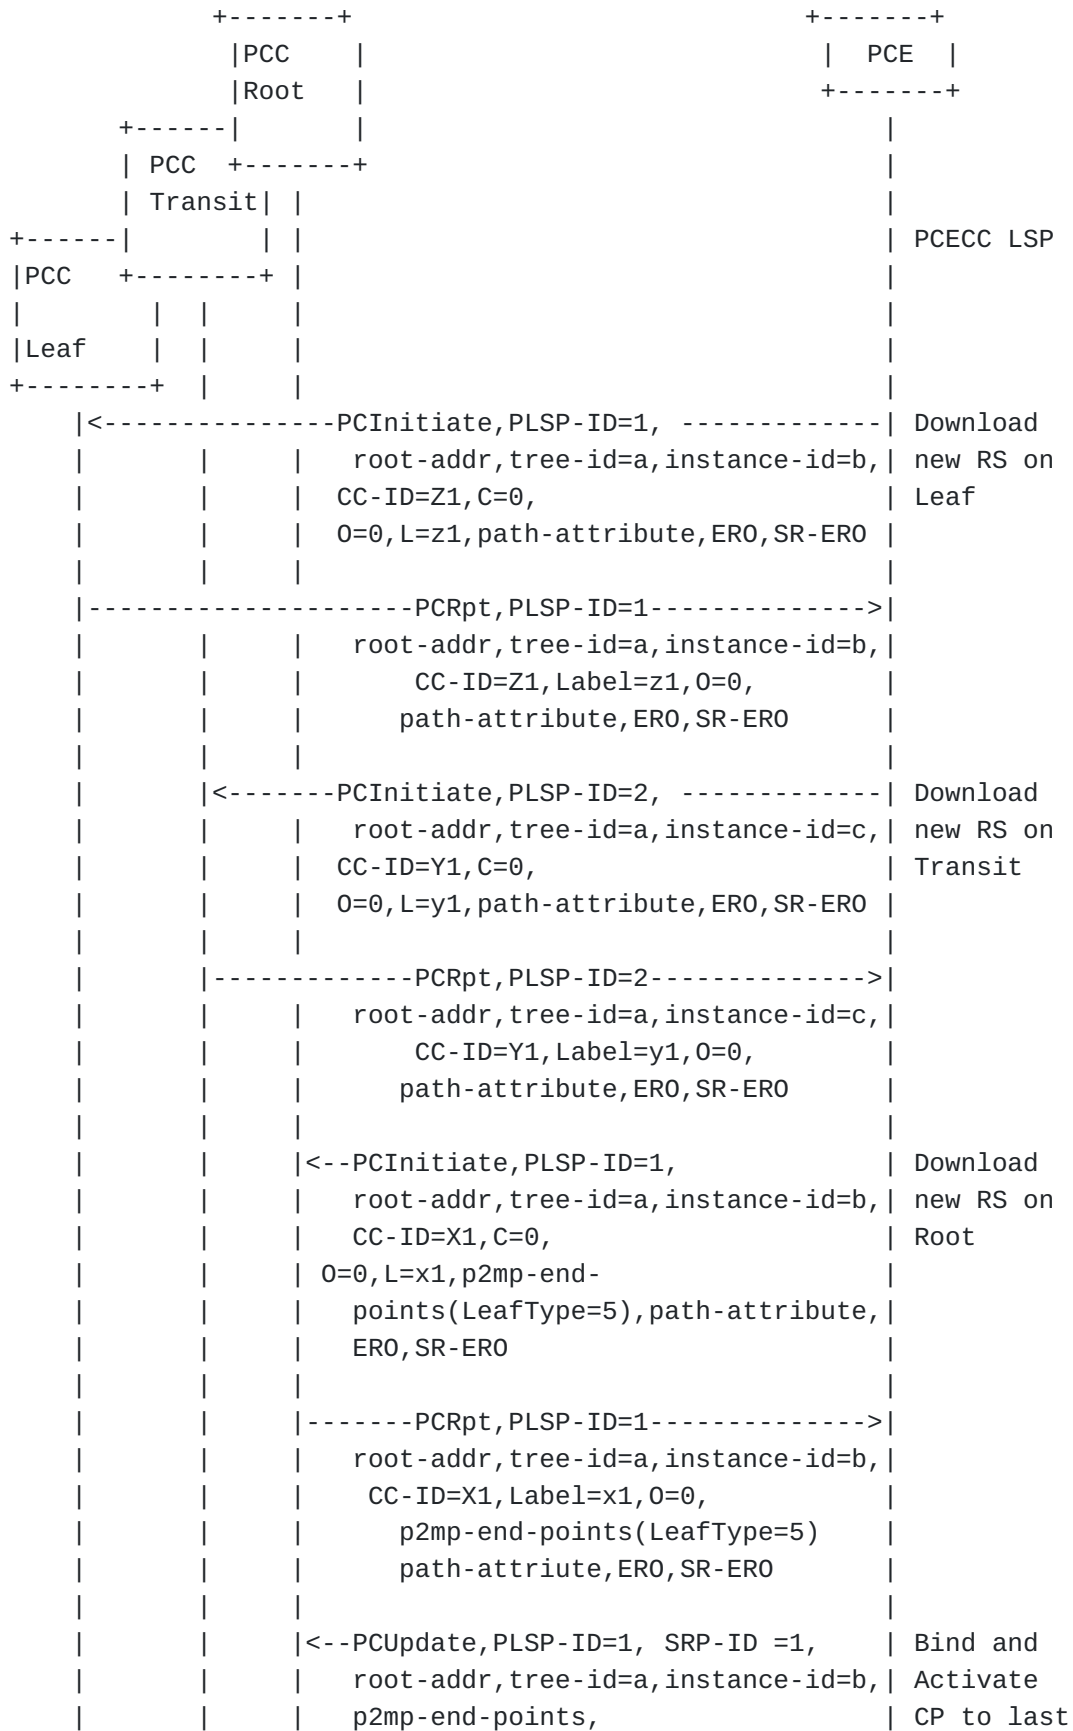 +-------+                             +-------+
              |PCC    |                             |  PCE  |
              |Root   |                             +-------+
       +------|       |                                 |
       | PCC  +-------+                                 |
       | Transit| |                                     |
+------|        | |                                     | PCECC LSP
|PCC   +--------+ |                                     |
|        |  |     |                                     |
|Leaf    |  |     |                                     |
+--------+  |     |                                     |
    |<---------------PCInitiate,PLSP-ID=1, -------------| Download
    |       |     |   root-addr,tree-id=a,instance-id=b,| new RS on
    |       |     |  CC-ID=Z1,C=0,                      | Leaf
    |       |     |  O=0,L=z1,path-attribute,ERO,SR-ERO |
    |       |     |                                     |
    |---------------------PCRpt,PLSP-ID=1-------------->|
    |       |     |   root-addr,tree-id=a,instance-id=b,|
    |       |     |       CC-ID=Z1,Label=z1,O=0,        |
    |       |     |      path-attribute,ERO,SR-ERO      |
    |       |     |                                     |
    |       |<-------PCInitiate,PLSP-ID=2, -------------| Download
    |       |     |   root-addr,tree-id=a,instance-id=c,| new RS on
    |       |     |  CC-ID=Y1,C=0,                      | Transit
    |       |     |  O=0,L=y1,path-attribute,ERO,SR-ERO |
    |       |     |                                     |
    |       |-------------PCRpt,PLSP-ID=2-------------->|
    |       |     |   root-addr,tree-id=a,instance-id=c,|
    |       |     |       CC-ID=Y1,Label=y1,O=0,        |
    |       |     |      path-attribute,ERO,SR-ERO      |
    |       |     |                                     |
    |       |     |<--PCInitiate,PLSP-ID=1,             | Download
    |       |     |   root-addr,tree-id=a,instance-id=b,| new RS on
    |       |     |   CC-ID=X1,C=0,                     | Root
    |       |     | O=0,L=x1,p2mp-end-                  |
    |       |     |   points(LeafType=5),path-attribute,|
    |       |     |   ERO,SR-ERO                        |
    |       |     |                                     |
    |       |     |-------PCRpt,PLSP-ID=1-------------->|
    |       |     |   root-addr,tree-id=a,instance-id=b,|
    |       |     |    CC-ID=X1,Label=x1,O=0,           |
    |       |     |      p2mp-end-points(LeafType=5)    |
    |       |     |      path-attriute,ERO,SR-ERO       |
    |       |     |                                     |
    |       |     |<--PCUpdate,PLSP-ID=1, SRP-ID =1,    | Bind and
    |       |     |   root-addr,tree-id=a,instance-id=b,| Activate
    |       |     |   p2mp-end-points,                  | CP to last